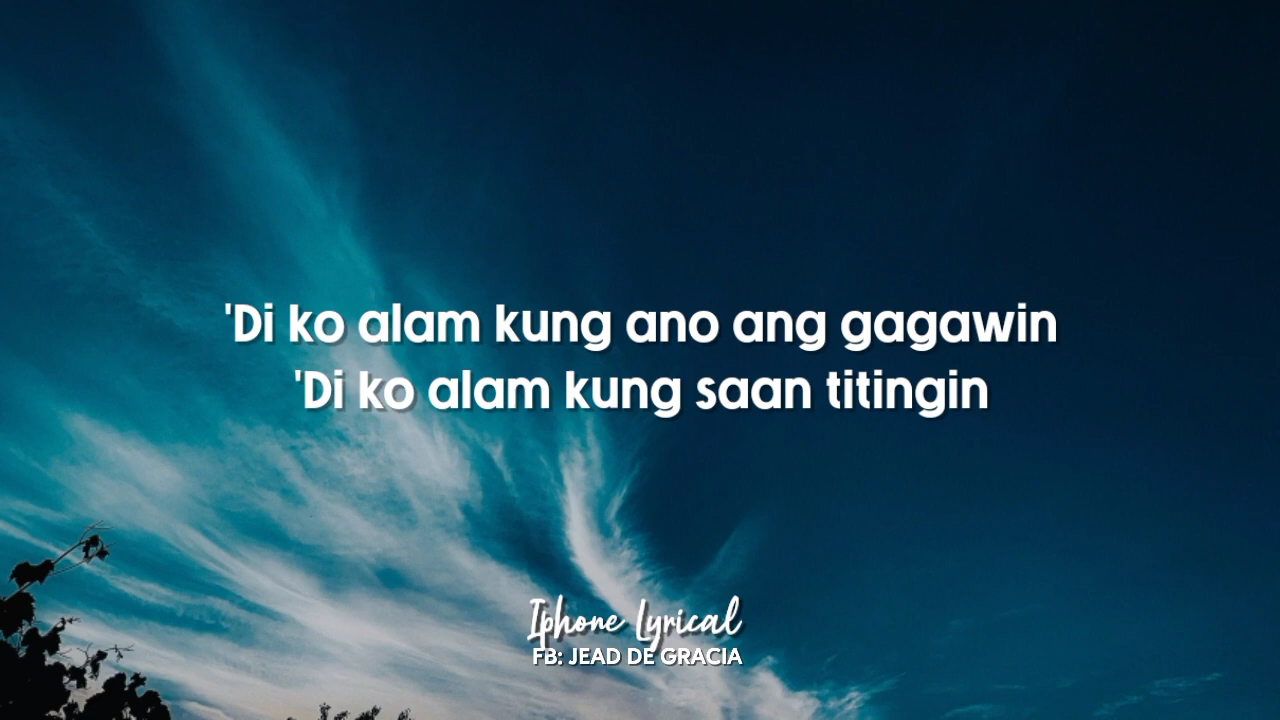 'Di ko alam kung ano ang gagawin
'Di ko alam kung saan titingin
Iphone Lyrical
FB: JEAD DE GRACIA